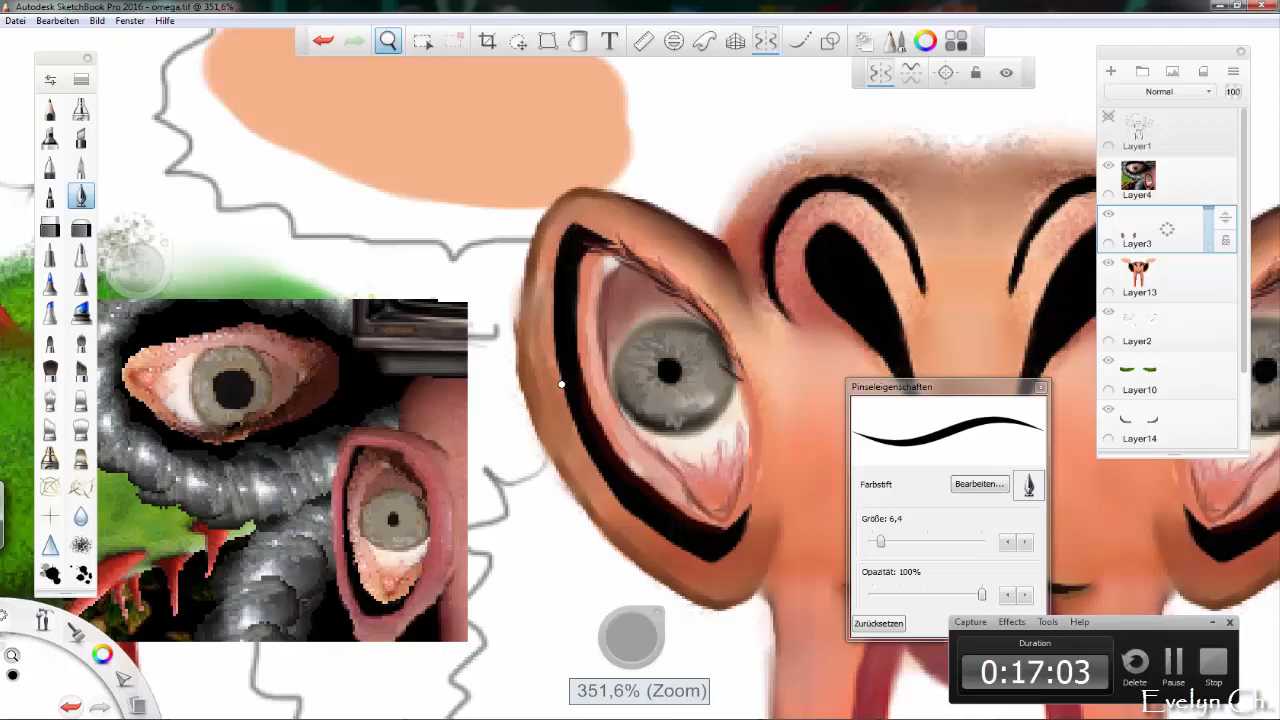 Autodesk SketchBook Pro 2016 - omega.tif @ 351,6%
Datei Bearbeiten Bild Fenster Hilfe
Normal 100
Layer1
Layer4
Layer3
Layer13
Layer2
Layer10
Layer14
Pinseleigenschaften
Farbstift Bearbeiten...
Größe: 6,4
Opazität: 100%
Zurücksetzen
Capture Effects Tools Help
Duration
0:17:03
Delete Pause Stop
351,6% (Zoom)
Evelyn Ch.